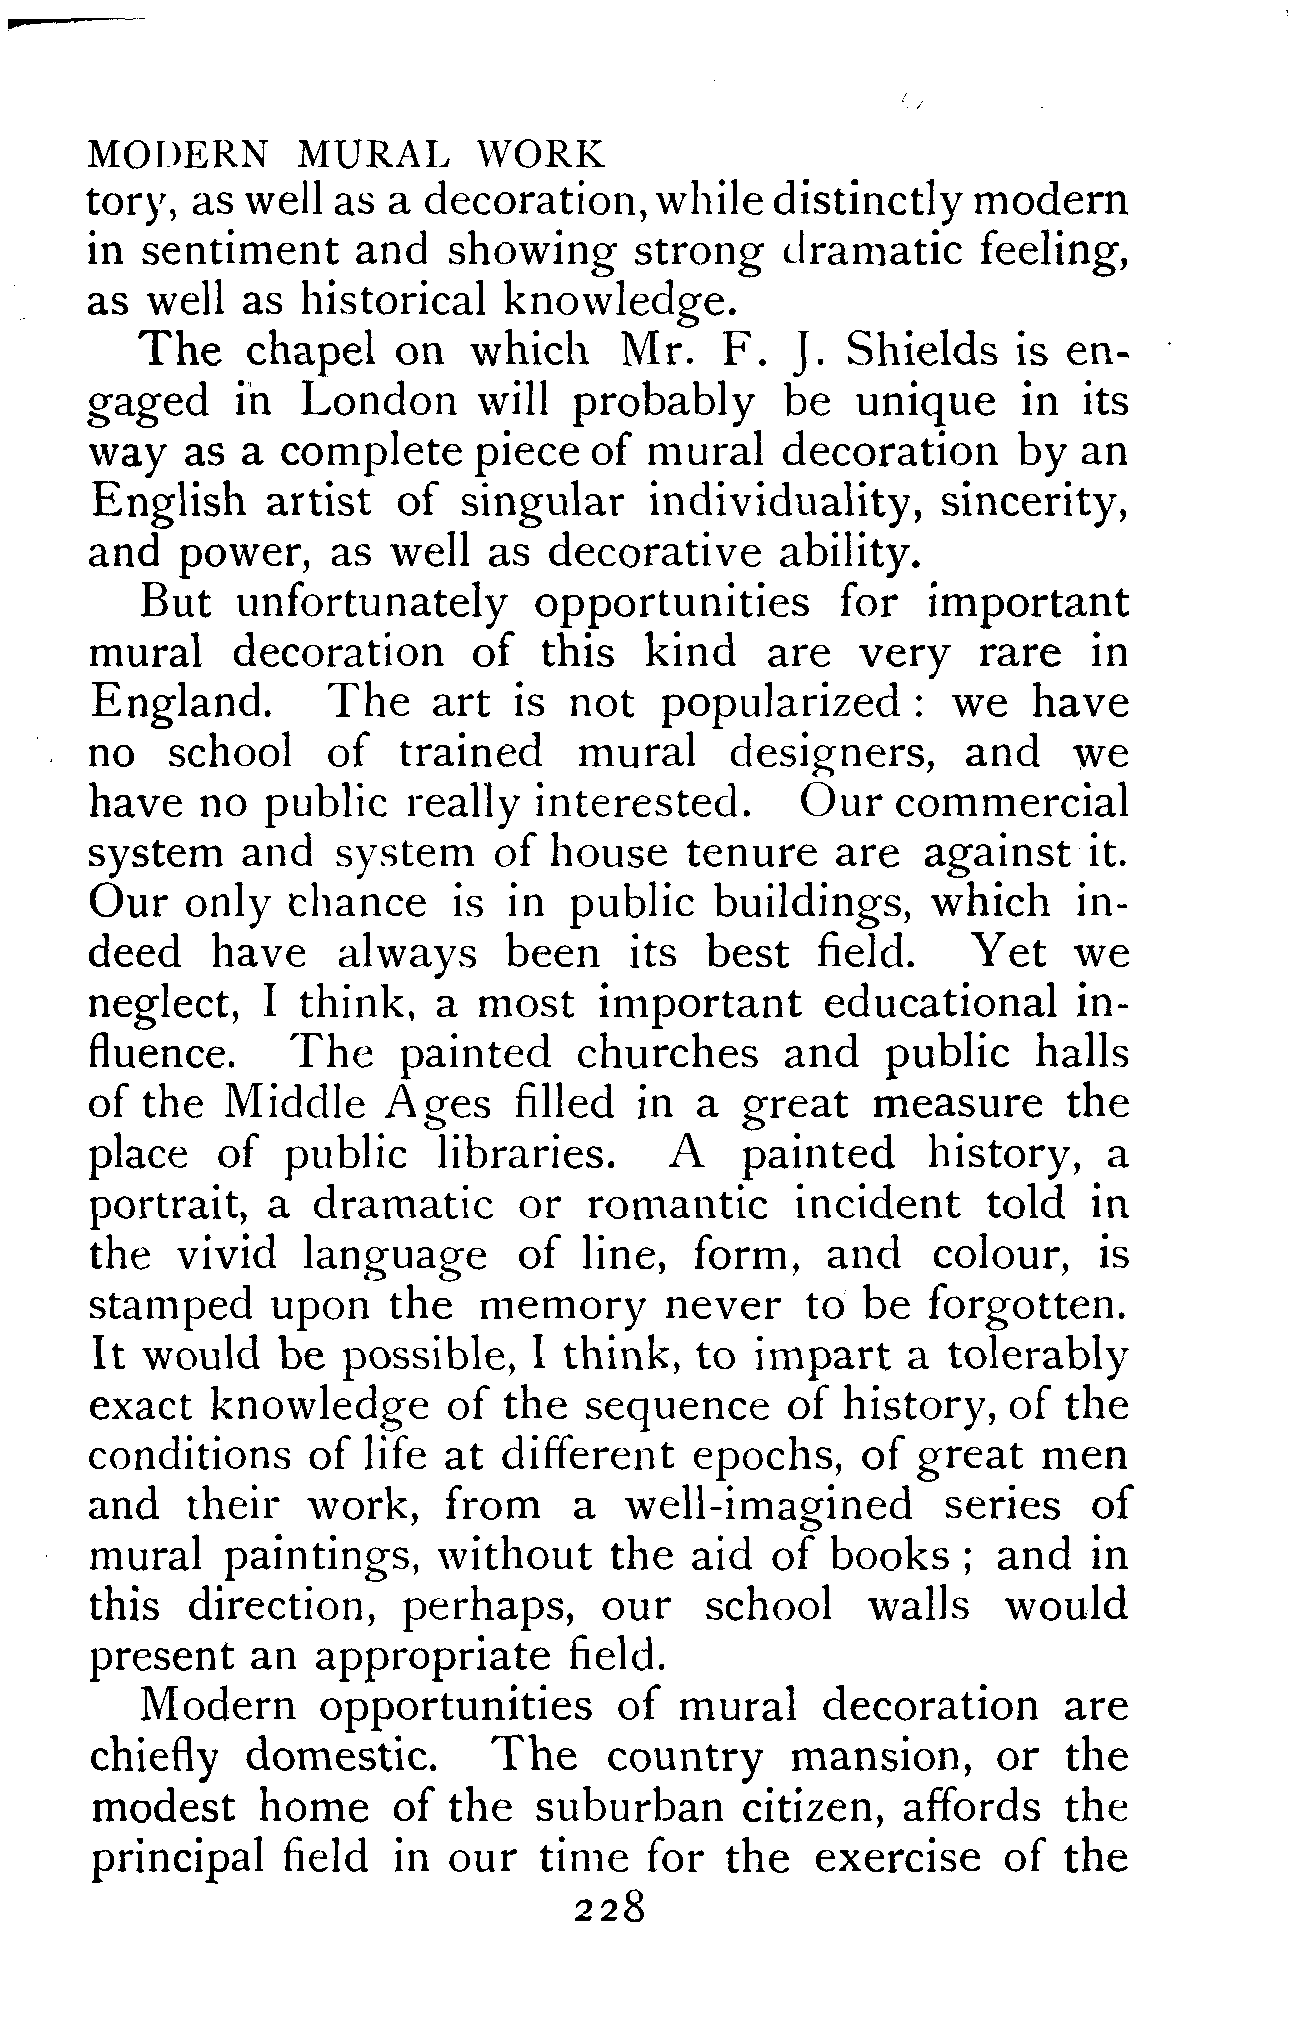 MODERN MURAL WORK
tory, as well as a decoration, while distinctly modern
in sentiment and showing strong dramatic feeling,
as well as historical knowledge.
The chapel on which Mr. F. J. Shields is en-
gaged in London will probably be unique in its
way as a complete piece of mural decoration by an
English artist of singular individuality, sincerity,
and power, as well as decorative ability.
But unfortunately opportunities for important
mural decoration of this kind are very rare in
England. The art is not popularized : we have
no school of trained mural designers, and we
have no public really interested. Our commercial
system and system of house tenure are against it.
Our only chance is in public buildings, which in-
deed have always been its best field. Yet we
neglect, I think, a most important educational in-
fluence. The painted churches and public halls
of the Middle Ages filled in a great measure the
place of public libraries. A painted history, a
portrait, a dramatic or romantic incident told in
the vivid language of line, form, and colour, is
stamped upon the memory never to be forgotten.
It would be possible, I think, to impart a tolerably
exact knowledge of the sequence of history, of the
conditions of life at different epochs, of great men
and their work, from a well-imagined series of
mural paintings, without the aid of books ; and in
this direction, perhaps, our school walls would
present an appropriate field.
Modern opportunities of mural decoration are
chiefly domestic. The country mansion, or the
modest home of the suburban citizen, affords the
principal field in our time for the exercise of the
228